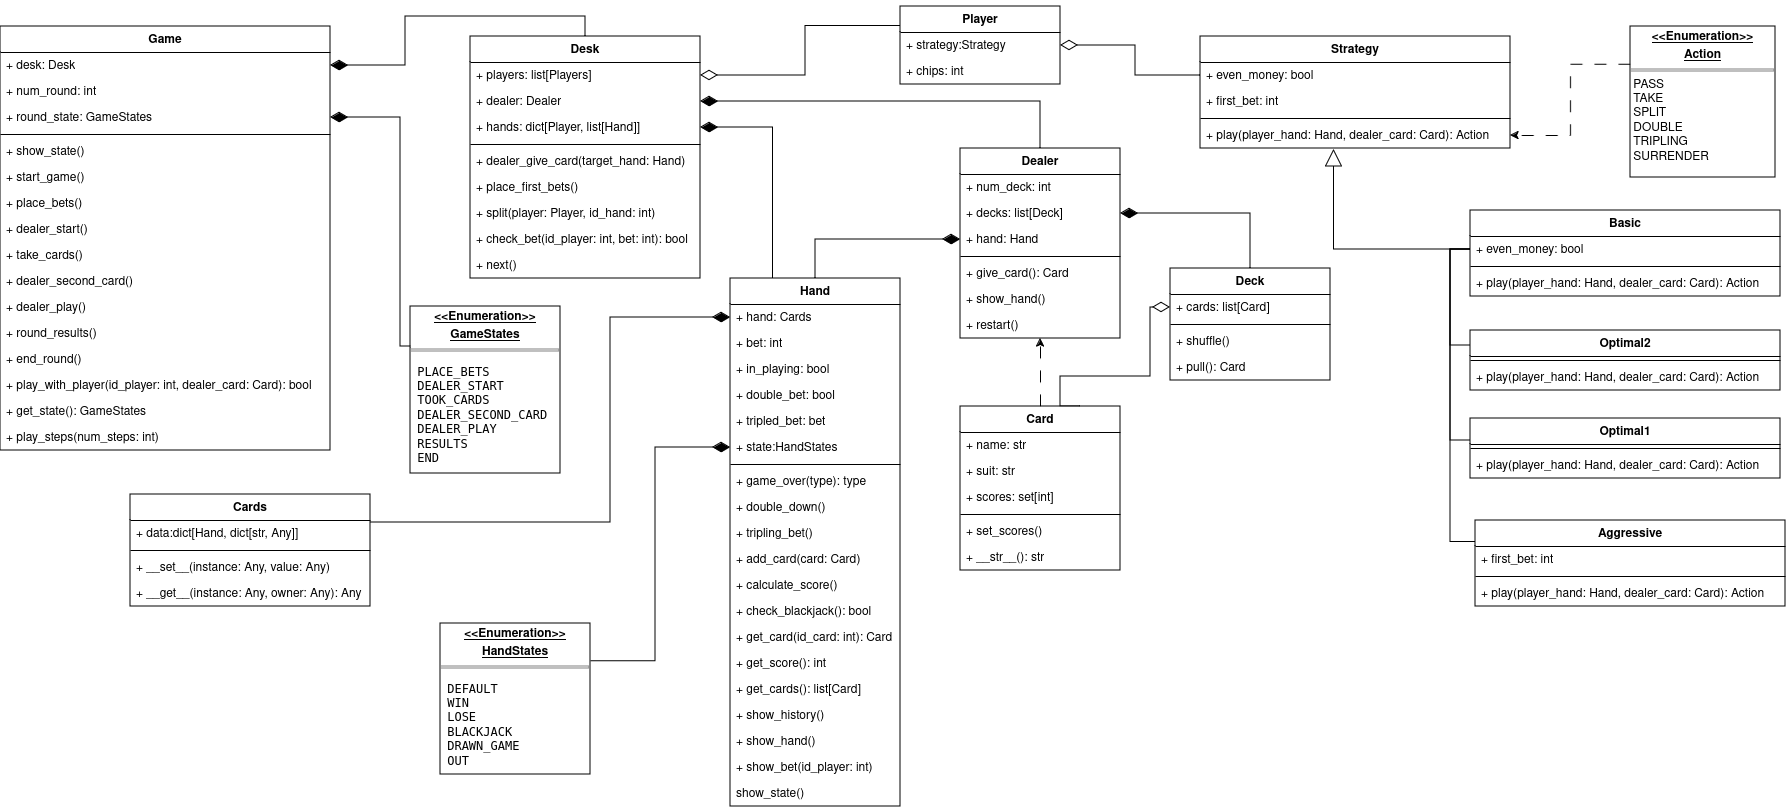 Game
+ desk: Desk
+ num_round: int
+ round_state: GameStates
+ show_state()
+ start_game()
+ place_bets()
+ dealer_start()
+ take_cards()
+ dealer_second_card()
+ dealer_play()
+ round_results()
+ end_round()
+ play_with_player(id_player: int, dealer_card: Card): bool
+ get_state(): GameStates
+ play_steps(num_steps: int)
Desk
+ players: list[Players]
+ dealer: Dealer
+ hands: dict[Player, list[Hand]]
+ dealer_give_card(target_hand: Hand)
+ place_first_bets()
+ split(player: Player, id_hand: int)
+ check_bet(id_player: int, bet: int): bool
+ next()
Player
+ strategy:Strategy
+ chips: int
Strategy
+ even_money: bool
+ first_bet: int
+ play(player_hand: Hand, dealer_card: Card): Action
<<Enumeration>>
Action
PASS
TAKE
SPLIT
DOUBLE
TRIPLING
SURRENDER
Dealer
+ num_deck: int
+ decks: list[Deck]
+ hand: Hand
+ give_card(): Card
+ show_hand()
+ restart()
Deck
+ cards: list[Card]
+ shuffle()
+ pull(): Card
Basic
+ even_money: bool
+ play(player_hand: Hand, dealer_card: Card): Action
Optimal2
+ play(player_hand: Hand, dealer_card: Card): Action
Optimal1
+ play(player_hand: Hand, dealer_card: Card): Action
Aggressive
+ first_bet: int
+ play(player_hand: Hand, dealer_card: Card): Action
<<Enumeration>>
GameStates
PLACE_BETS
DEALER_START
TOOK_CARDS
DEALER_SECOND_CARD
DEALER_PLAY
RESULTS
END
Hand
+ hand: Cards
+ bet: int
+ in_playing: bool
+ double_bet: bool
+ tripled_bet: bet
+ state:HandStates
+ game_over(type): type
+ double_down()
+ tripling_bet()
+ add_card(card: Card)
+ calculate_score()
+ check_blackjack(): bool
+ get_card(id_card: int): Card
+ get_score(): int
+ get_cards(): list[Card]
+ show_history()
+ show_hand()
+ show_bet(id_player: int)
show_state()
Card
+ name: str
+ suit: str
+ scores: set[int]
+ set_scores()
+ __str__(): str
Cards
+ data:dict[Hand, dict[str, Any]]
+ __set__(instance: Any, value: Any)
+ __get__(instance: Any, owner: Any): Any
<<Enumeration>>
HandStates
DEFAULT
WIN
LOSE
BLACKJACK
DRAWN_GAME
OUT